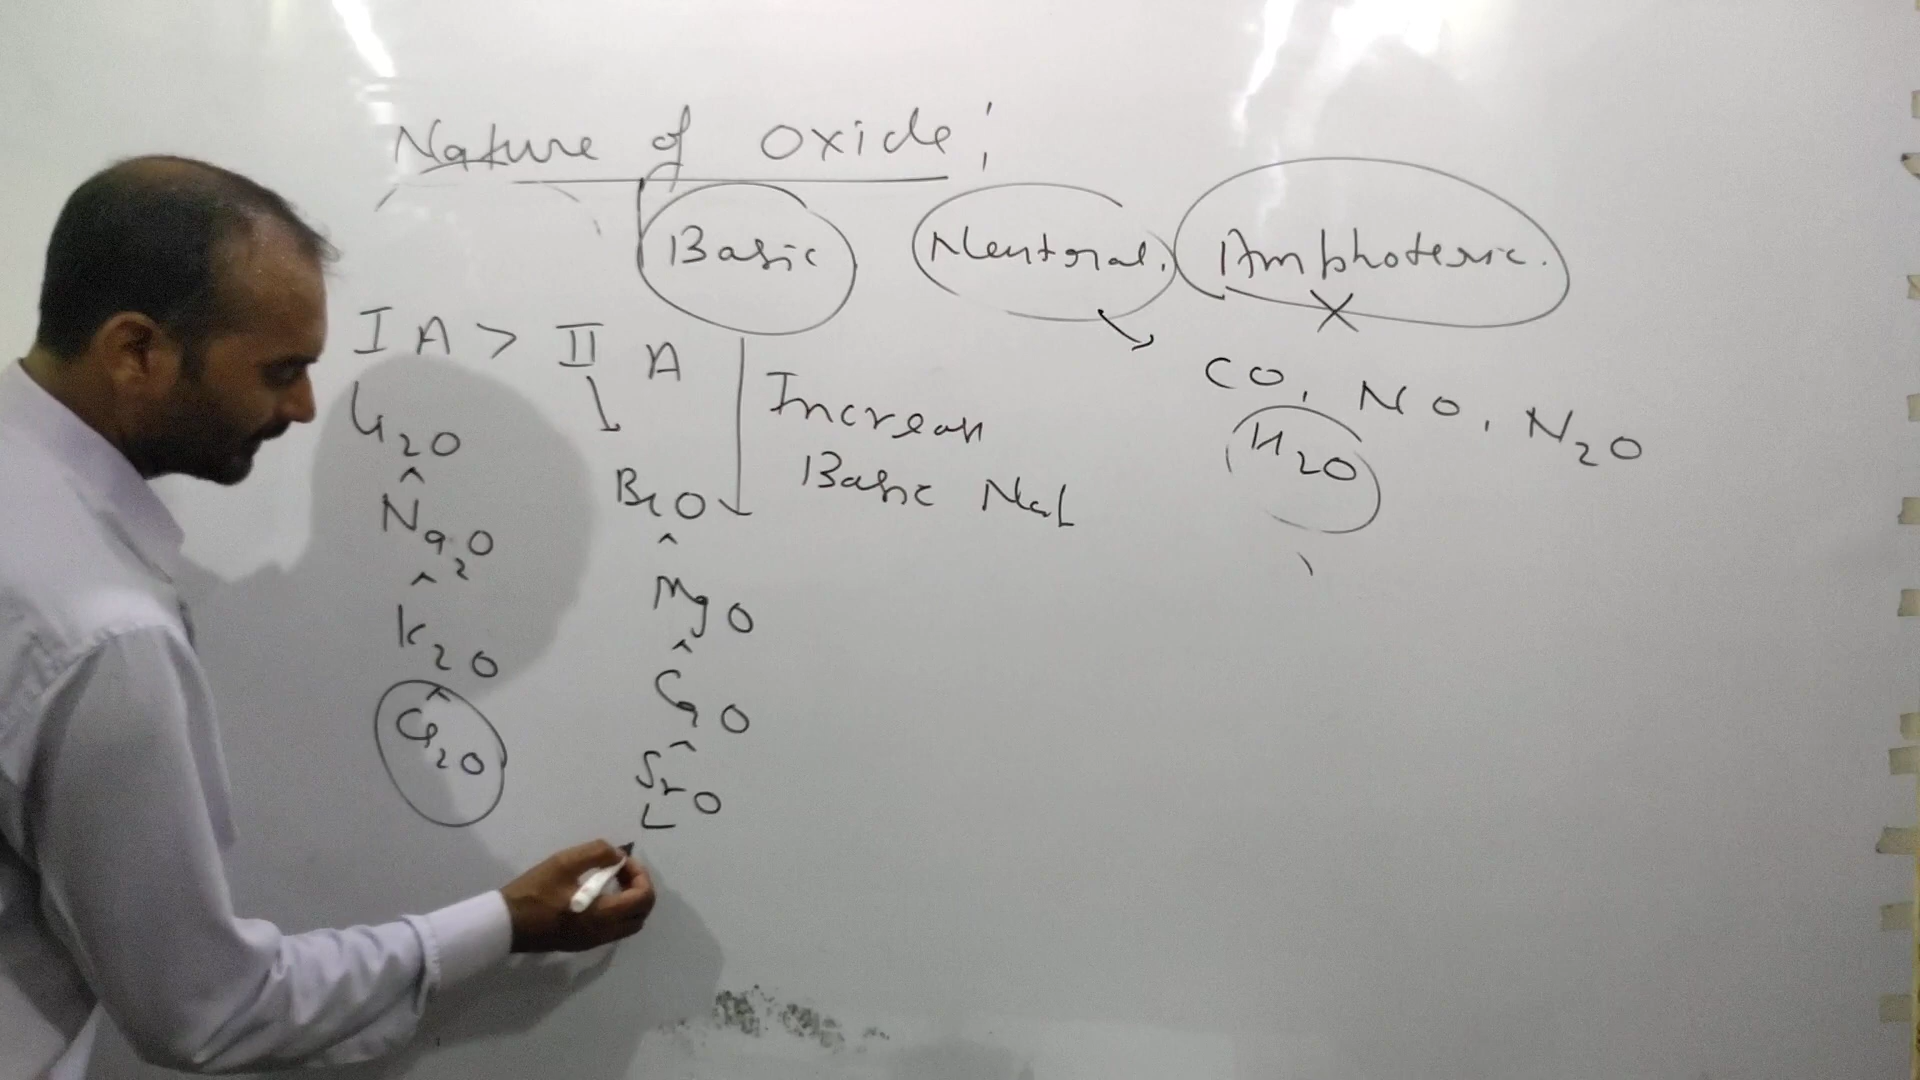 Nature of oxide :
Basic Neutral. Amphoteric.
X
I A > II A
Increas
Basic Nat
CO, NO, N2O
H2O
Li2O
^
Na2O
^
K2O
^
Cs2O
BeO
^
MgO
^
CaO
^
SrO